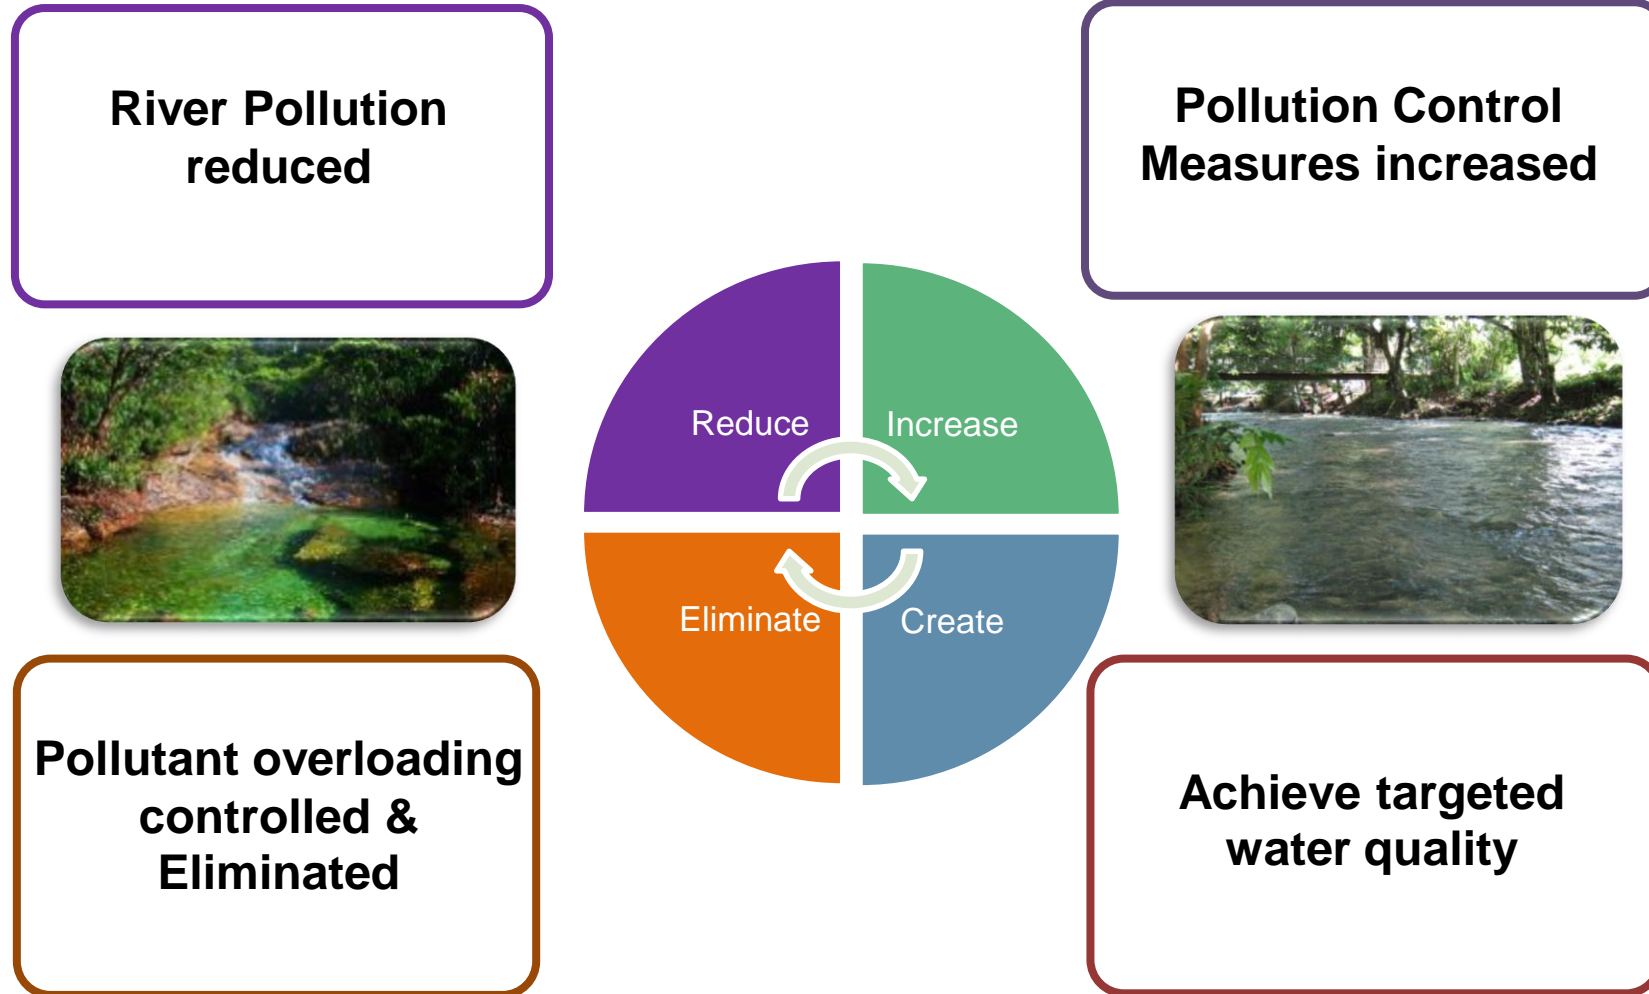 River Pollution
reduced
Pollution Control
Measures increased
Reduce
Increase
Eliminate
Create
Pollutant overloading
controlled &
Eliminated
Achieve targeted
water quality